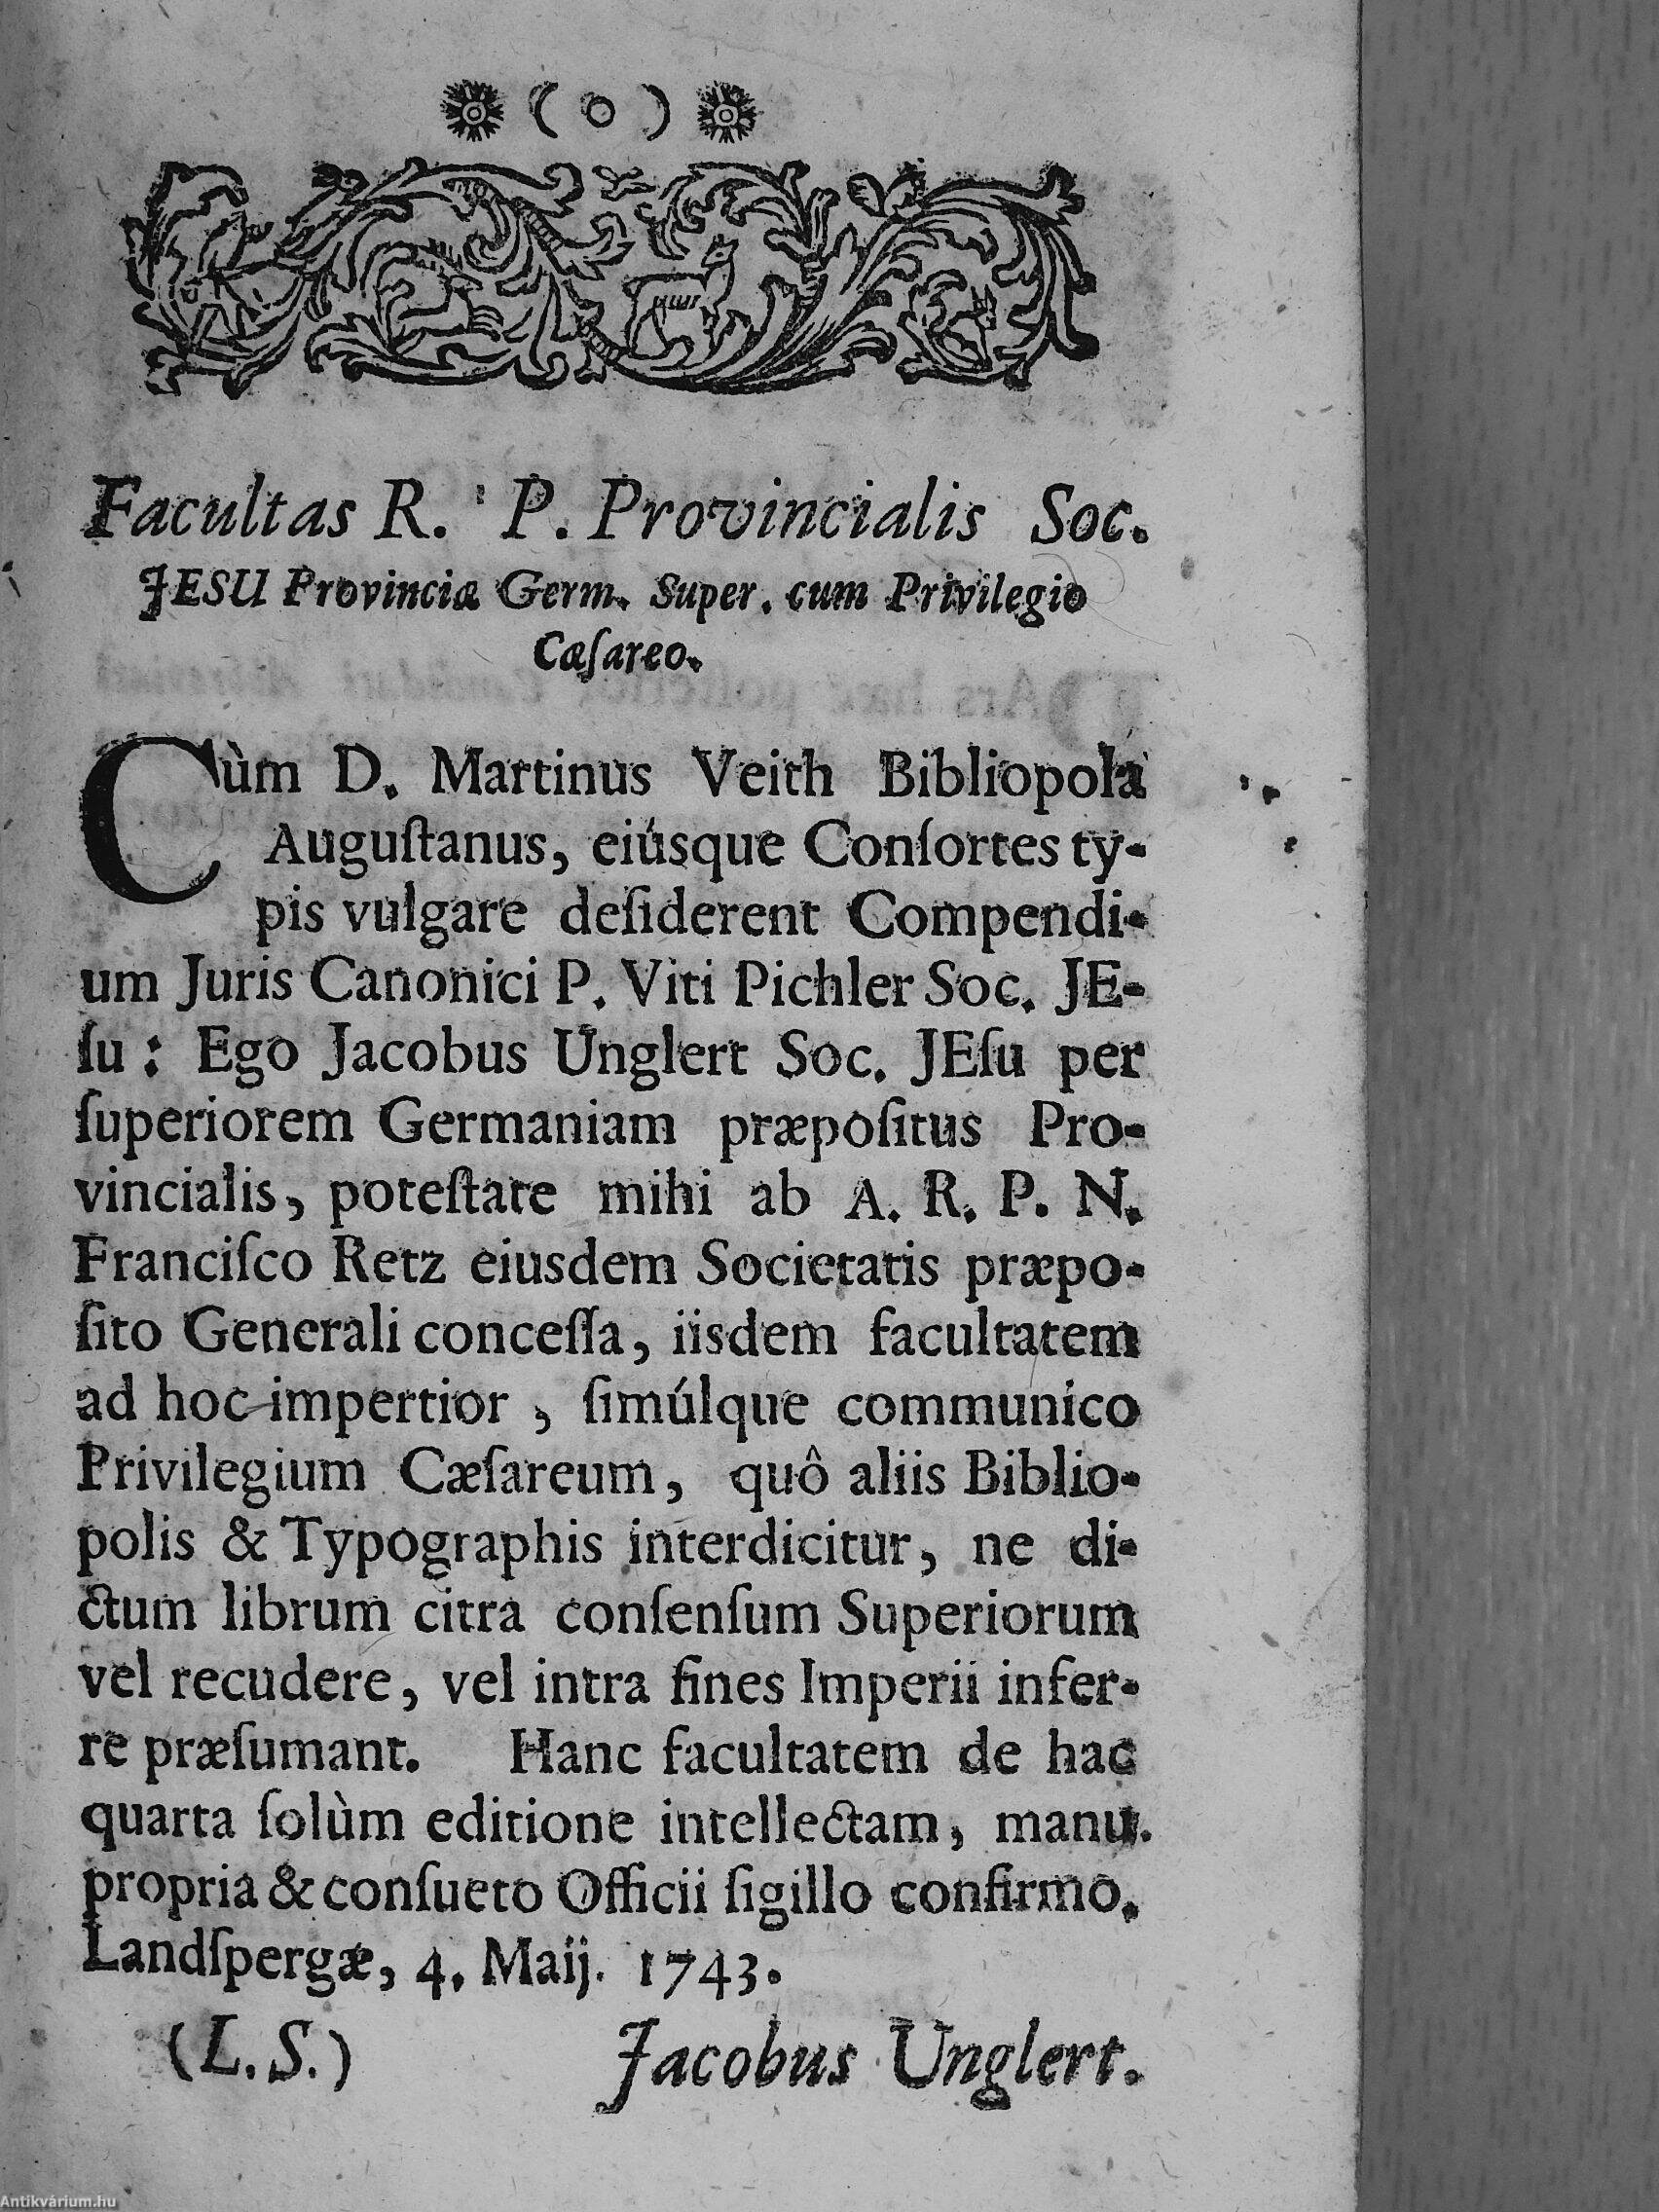 ( o )
Facultas R. P. Provincialis Soc.
JESU Provinciæ Germ. Super. cum Privilegio
Cæſareo.
Cùm D. Martinus Veith Bibliopola
Auguſtanus, eiúsque Conſortes ty-
pis vulgare deſiderent Compendi-
um Juris Canonici P. Viti Pichler Soc. JE-
ſu : Ego Jacobus Unglert Soc. JEſu per
ſuperiorem Germaniam præpoſitus Pro-
vincialis, poteſtate mihi ab A. R. P. N.
Franciſco Retz eiusdem Societatis præpo-
ſito Generali conceſſa, iisdem facultatem
ad hoc impertior , ſimúlque communico
Privilegium Cæſareum, quô aliis Biblio-
polis & Typographis interdicitur, ne di-
ctum librum citra conſenſum Superiorum
vel recudere, vel intra fines Imperii infer-
re præſumant. Hanc facultatem de hac
quarta ſolùm editione intellectam, manu.
propria & conſueto Officii ſigillo confirmo.
Landſpergæ, 4. Maij. 1743.
(L.S.) Jacobus Unglert.
Antikvárium.hu